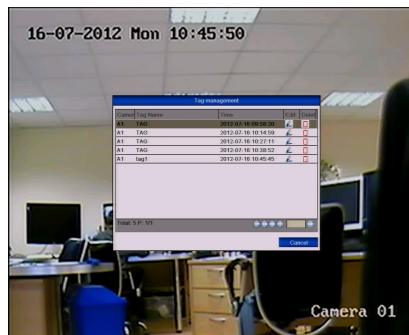 16-07-2012 Mon 10:45:50
Tag management
Camer Tag Name Time Edit Delet
A1 TAG 2012-07-16 09:58:30
A1 TAG 2012-07-16 10:14:59
A1 TAG 2012-07-16 10:27:11
A1 TAG 2012-07-16 10:38:52
A1 tag1 2012-07-16 10:45:45
Total: 5 P: 1/1
Cancel
Camera 01